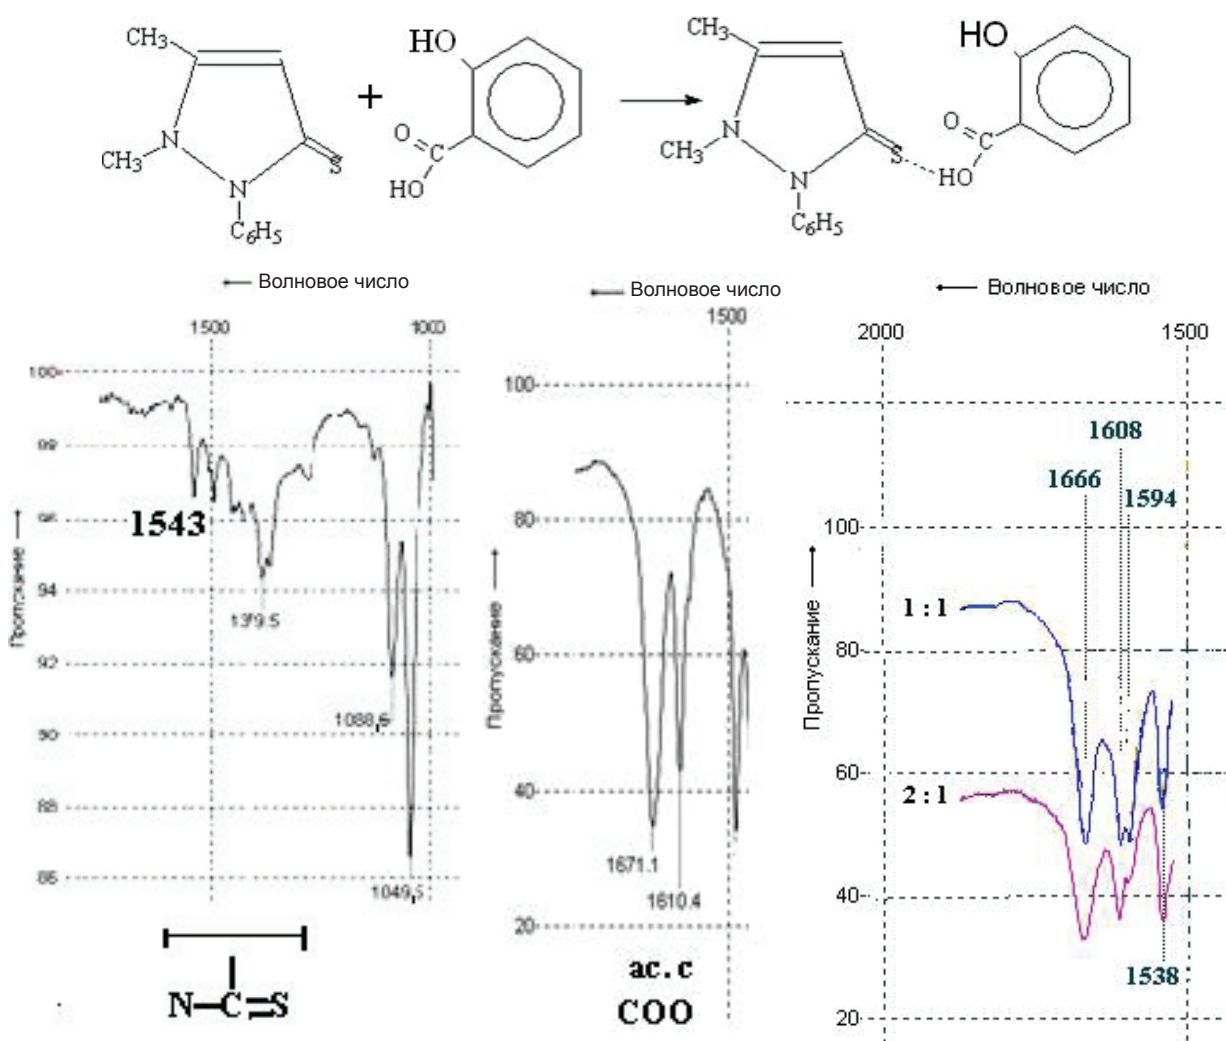 CH₃
CH₃
N
N
S
C₆H₅
+
HO
O
C
HO
CH₃
CH₃
N
N
S
C₆H₅
HO
O
C
HO
Волновое число
1500
1000
100
98
96
94
92
90
88
86
Пропускание
1543
1379.5
1088.6
1049.5
N–C=S
Волновое число
1500
100
80
60
40
20
Пропускание
1671.1
1610.4
ac.c
COO
Волновое число
2000
1500
1608
1666
1594
100
80
60
40
20
Пропускание
1 : 1
2 : 1
1538